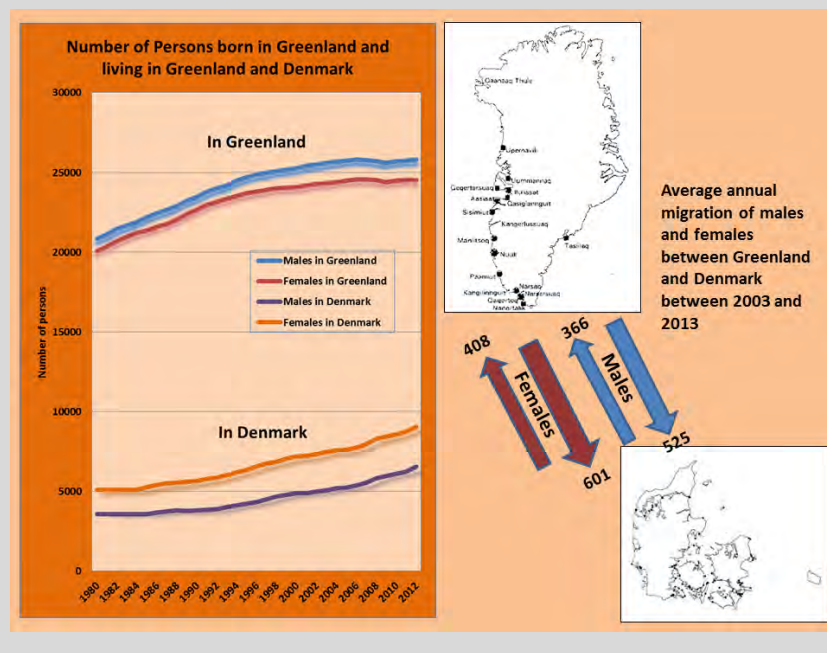 Number of Persons born in Greenland and
living in Greenland and Denmark
30000
25000
20000
15000
10000
5000
0
Number of persons
In Greenland
Males in Greenland
Females in Greenland
Males in Denmark
Females in Denmark
In Denmark
1980
1982
1984
1986
1988
1990
1992
1994
1996
1998
2000
2002
2004
2006
2008
2010
2012
Qaanaaq Thule
Upernavik
Uummannaq
Qeqertarsuaq
Ilulissat
Aasiaat
Qasigiannguit
Sisimiut
Kangerlussuaq
Maniitsoq
Tasiilaq
Nuuk
Paamiut
Narsaq
Narsarsuaq
Qaqortoq
Average annual
migration of males
and females
between Greenland
and Denmark
between 2003 and
2013
408
Females
601
366
Males
525